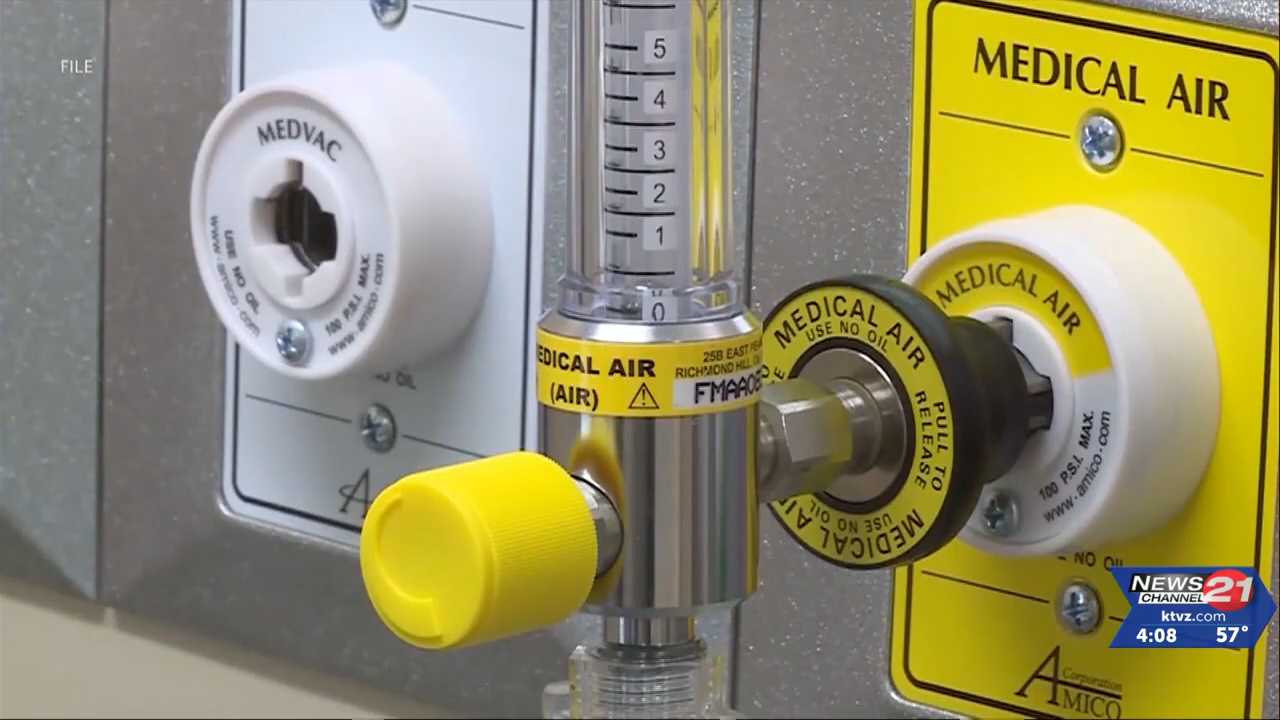 FILE
MEDVAC
USE NO OIL
100 P.S.I. MAX.
www.amico.com
www.amico.com
NO OIL
5
4
3
2
1
0
MEDICAL AIR
(AIR)
25B EAST
RICHMOND HILL
MEDICAL AIR
USE NO OIL
PULL TO
RELEASE
MEDICAL AIR
USE NO OIL
MEDICAL AIR
MEDICAL AIR
100 P.S.I. MAX.
www.amico.com
NO OIL
AMICO
Corporation
NEWS
CHANNEL
21
ktvz.com
4:08 57°